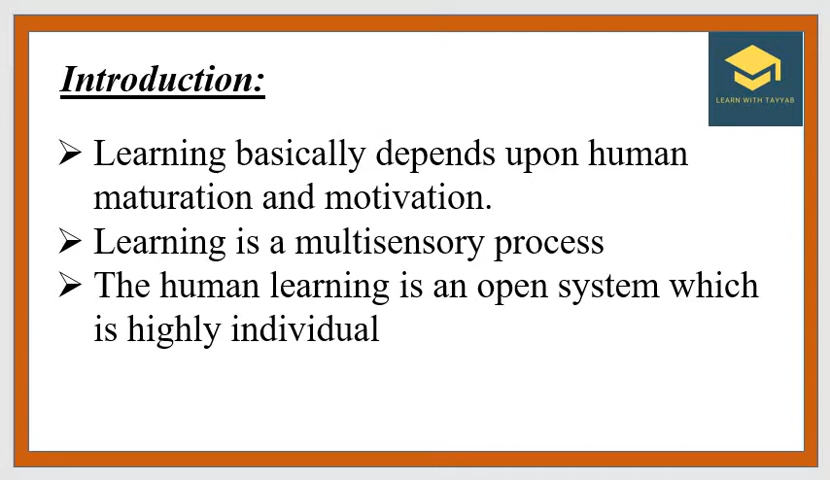 Introduction:
LEARN WITH TAYYAB
➢ Learning basically depends upon human
maturation and motivation.
➢ Learning is a multisensory process
➢ The human learning is an open system which
is highly individual